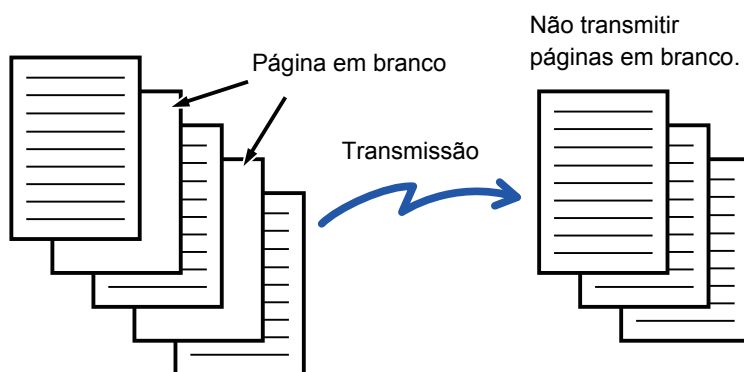 Não transmitir
páginas em branco.
Página em branco
Transmissão